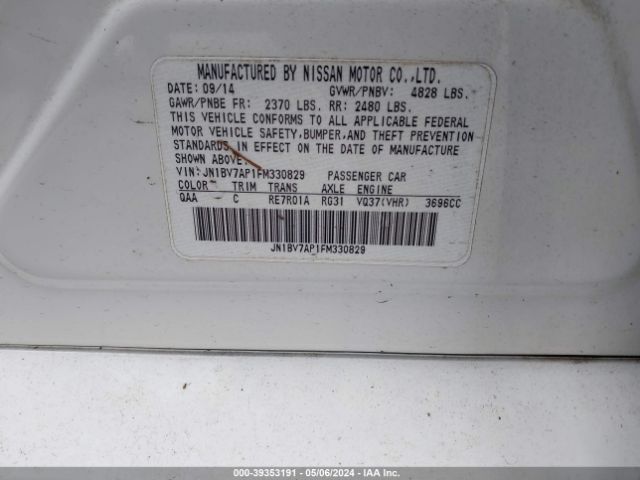 MANUFACTURED BY NISSAN MOTOR CO.,LTD.
DATE: 09/14 GVWR/PNBV: 4828 LBS.
GAWR/PNBE FR: 2370 LBS. RR: 2480 LBS.
THIS VEHICLE CONFORMS TO ALL APPLICABLE FEDERAL
MOTOR VEHICLE SAFETY,BUMPER,AND THEFT PREVENTION
STANDARDS IN EFFECT ON THE DATE OF MANUFACTURE
SHOWN ABOVE.
VIN:JN1BV7AP1FM330829 PASSENGER CAR
COLOR TRIM TRANS AXLE ENGINE
QAA C RE7R01A RG31 VQ37(VHR) 3696CC
JN1BV7AP1FM330829
000-39353191 - 05/06/2024 - IAA Inc.